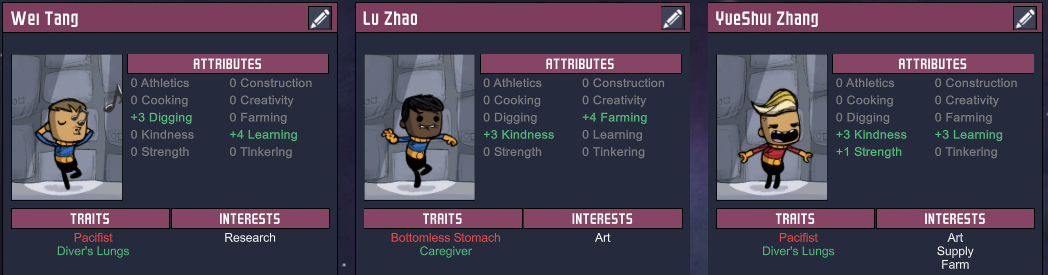 Wei Tang
ATTRIBUTES
0 Athletics 0 Construction
0 Cooking 0 Creativity
+3 Digging 0 Farming
0 Kindness +4 Learning
0 Strength 0 Tinkering
TRAITS INTERESTS
Pacifist Research
Diver's Lungs
Lu Zhao
ATTRIBUTES
0 Athletics 0 Construction
0 Cooking 0 Creativity
0 Digging +4 Farming
+3 Kindness 0 Learning
0 Strength 0 Tinkering
TRAITS INTERESTS
Bottomless Stomach Art
Caregiver
YueShui Zhang
ATTRIBUTES
0 Athletics 0 Construction
0 Cooking 0 Creativity
0 Digging 0 Farming
+3 Kindness +3 Learning
+1 Strength 0 Tinkering
TRAITS INTERESTS
Pacifist Art
Diver's Lungs Supply
Farm